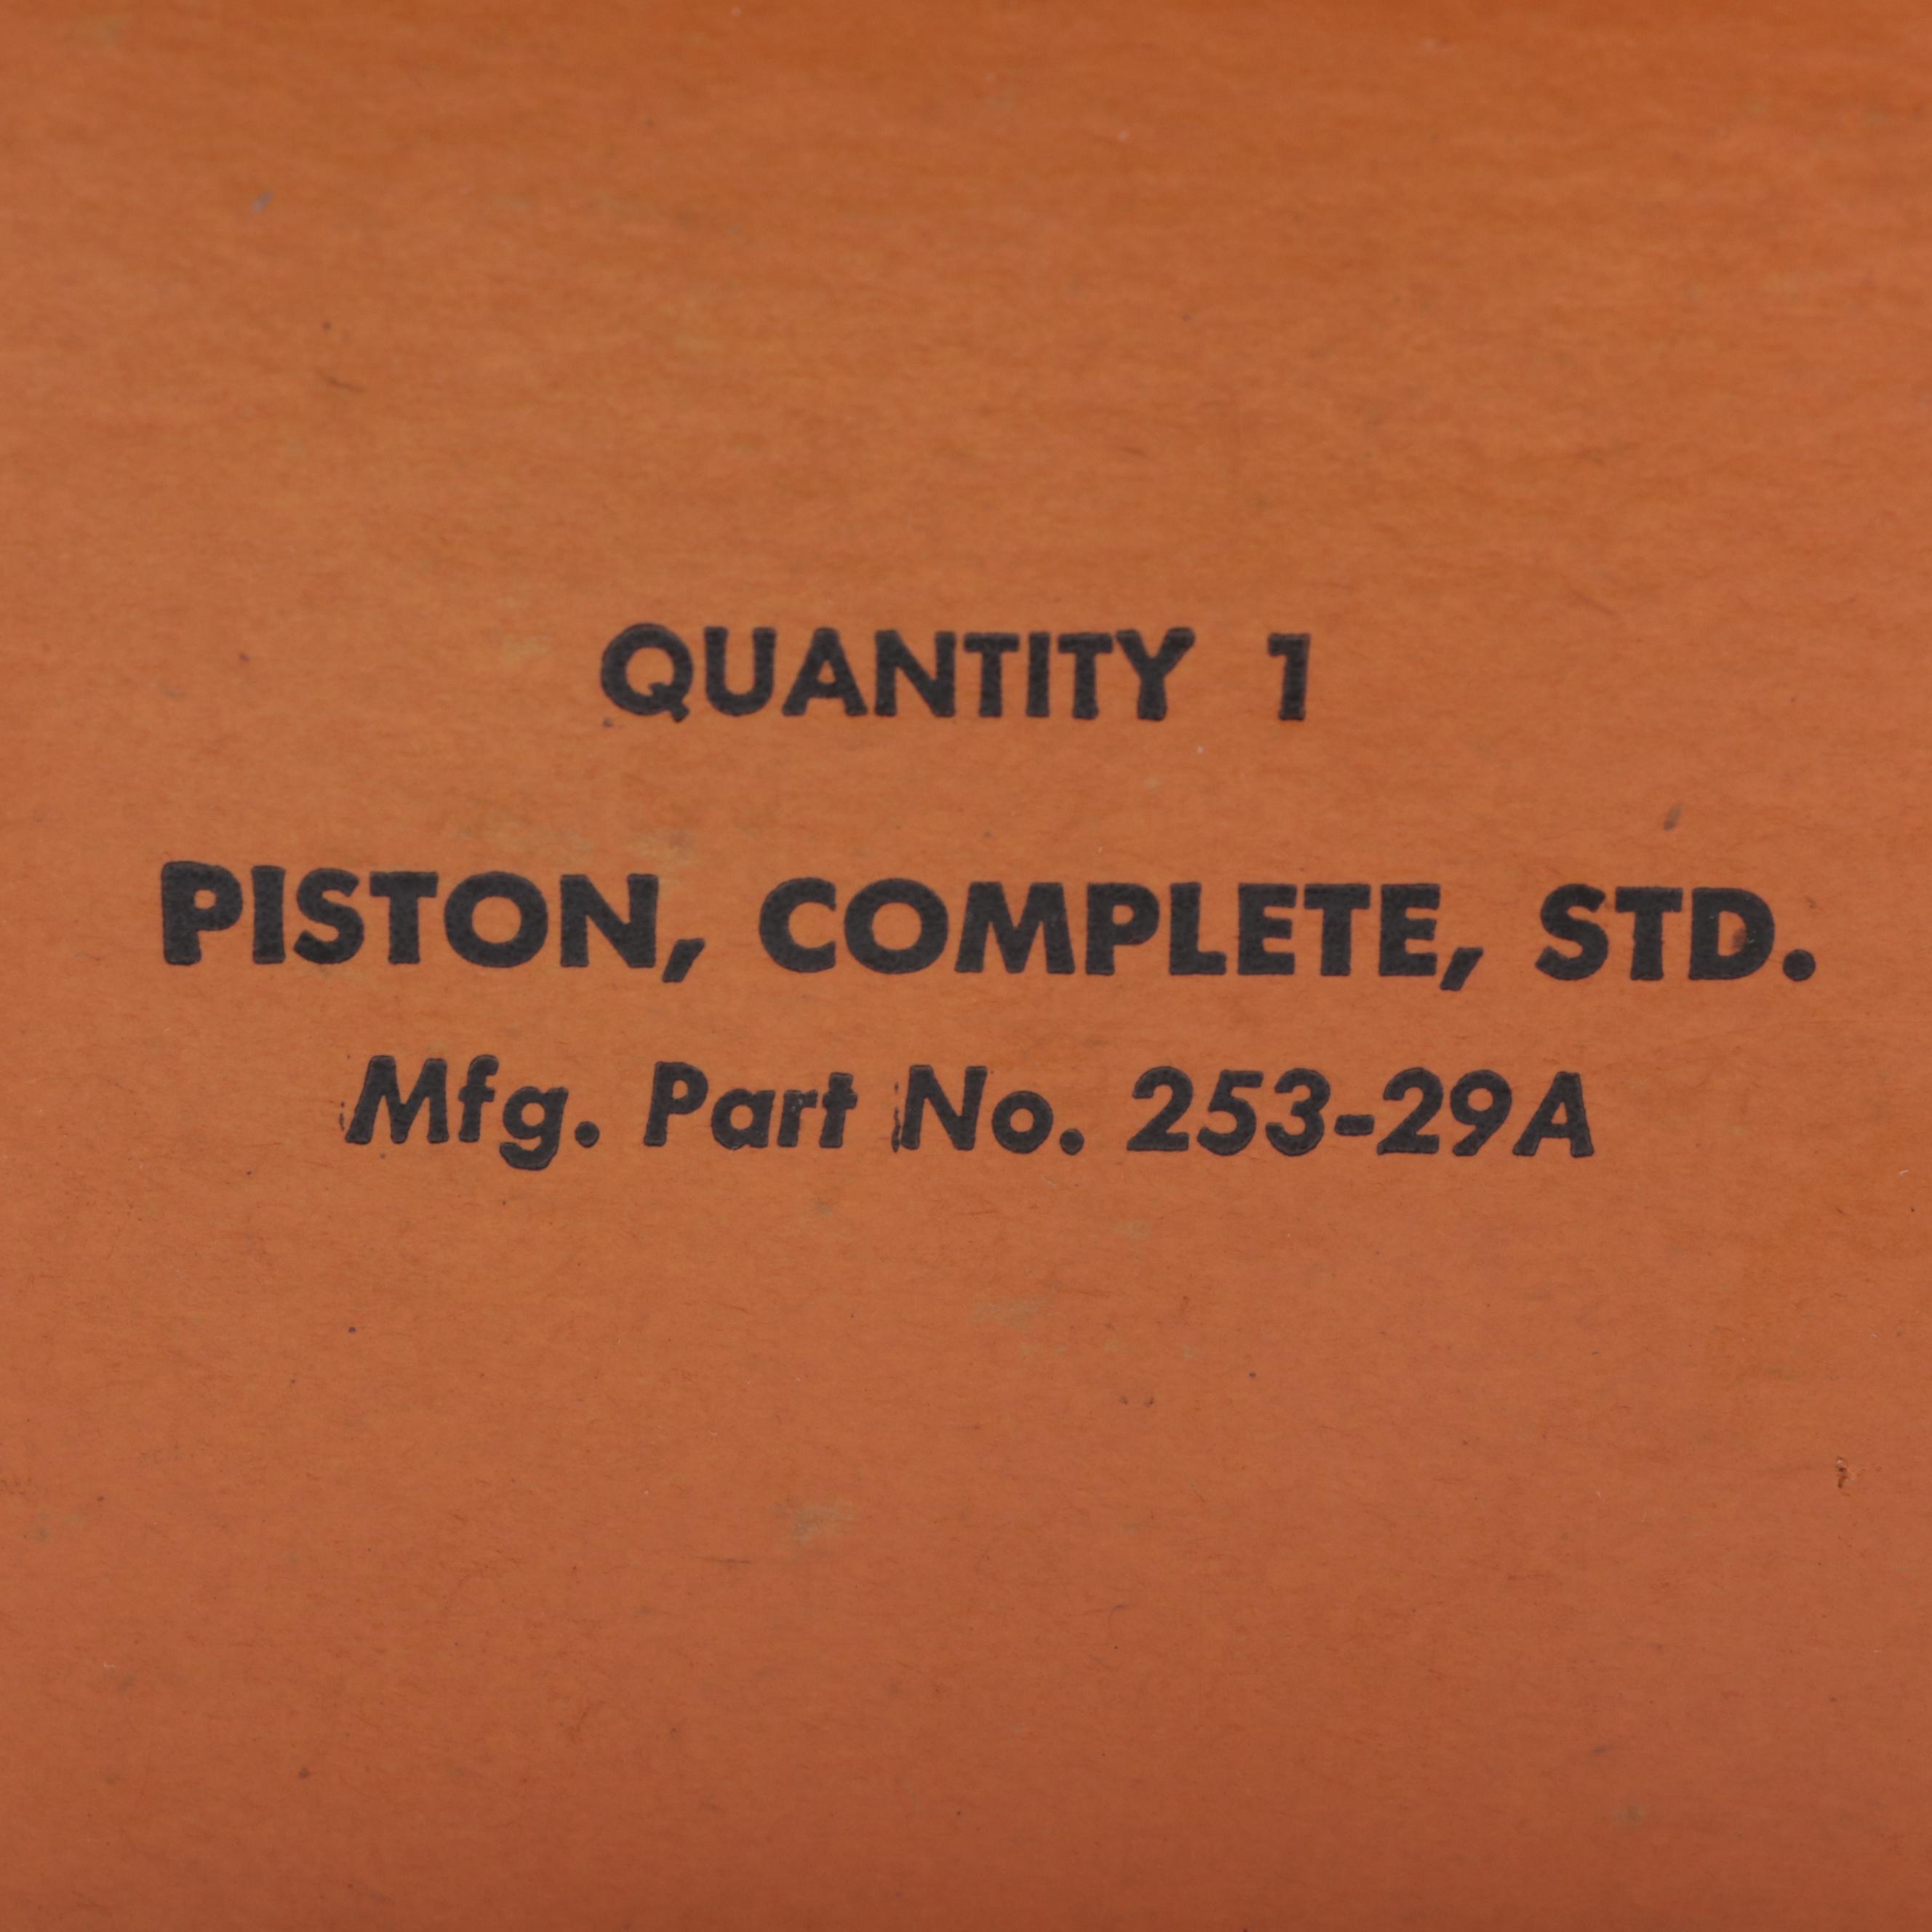 QUANTITY 1
PISTON, COMPLETE, STD.
Mfg. Part No. 253-29A